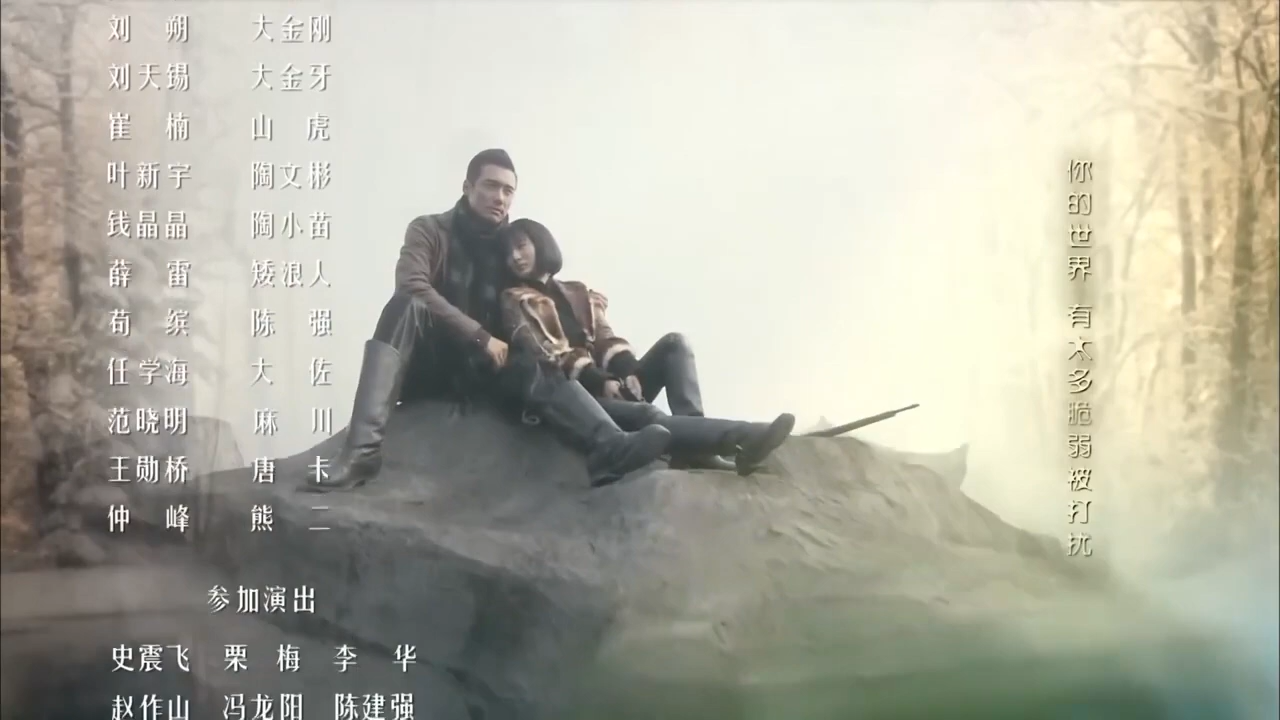 刘朔 大金刚
刘天锡 大金牙
崔楠 山虎
叶新宇 陶文彬
钱晶晶 陶小苗
薛雷 矮浪人
苟缤 陈强
任学海 大佐
范晓明 麻川
王勋桥 唐卡
仲峰 熊二
参加演出
史震飞 栗梅 李华
赵作山 冯龙阳 陈建强
你的世界 有太多脆弱被打扰